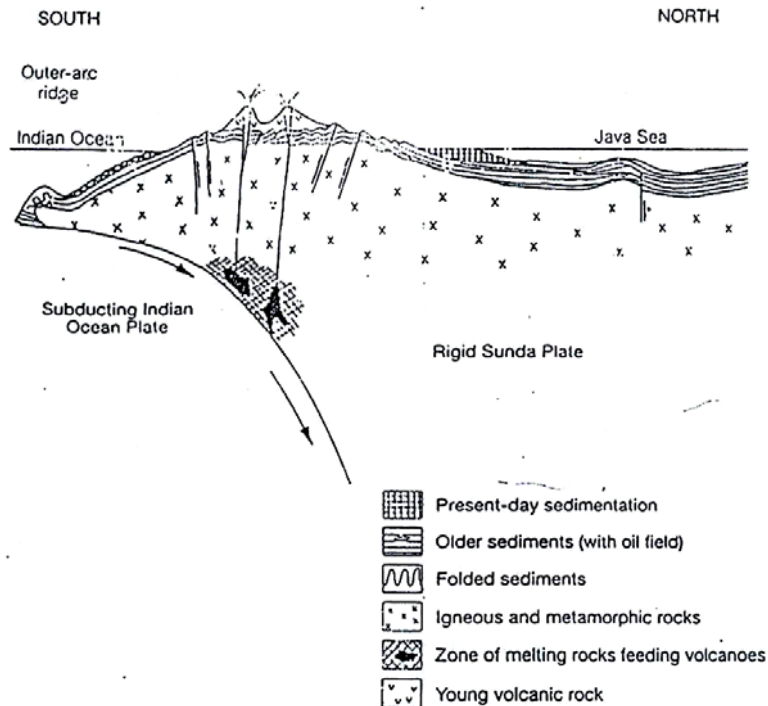 SOUTH
NORTH
Outer-arc
ridge
Indian Ocean
Java Sea
Subducting Indian
Ocean Plate
Rigid Sunda Plate
Present-day sedimentation
Older sediments (with oil field)
Folded sediments
Igneous and metamorphic rocks
Zone of melting rocks feeding volcanoes
Young volcanic rock